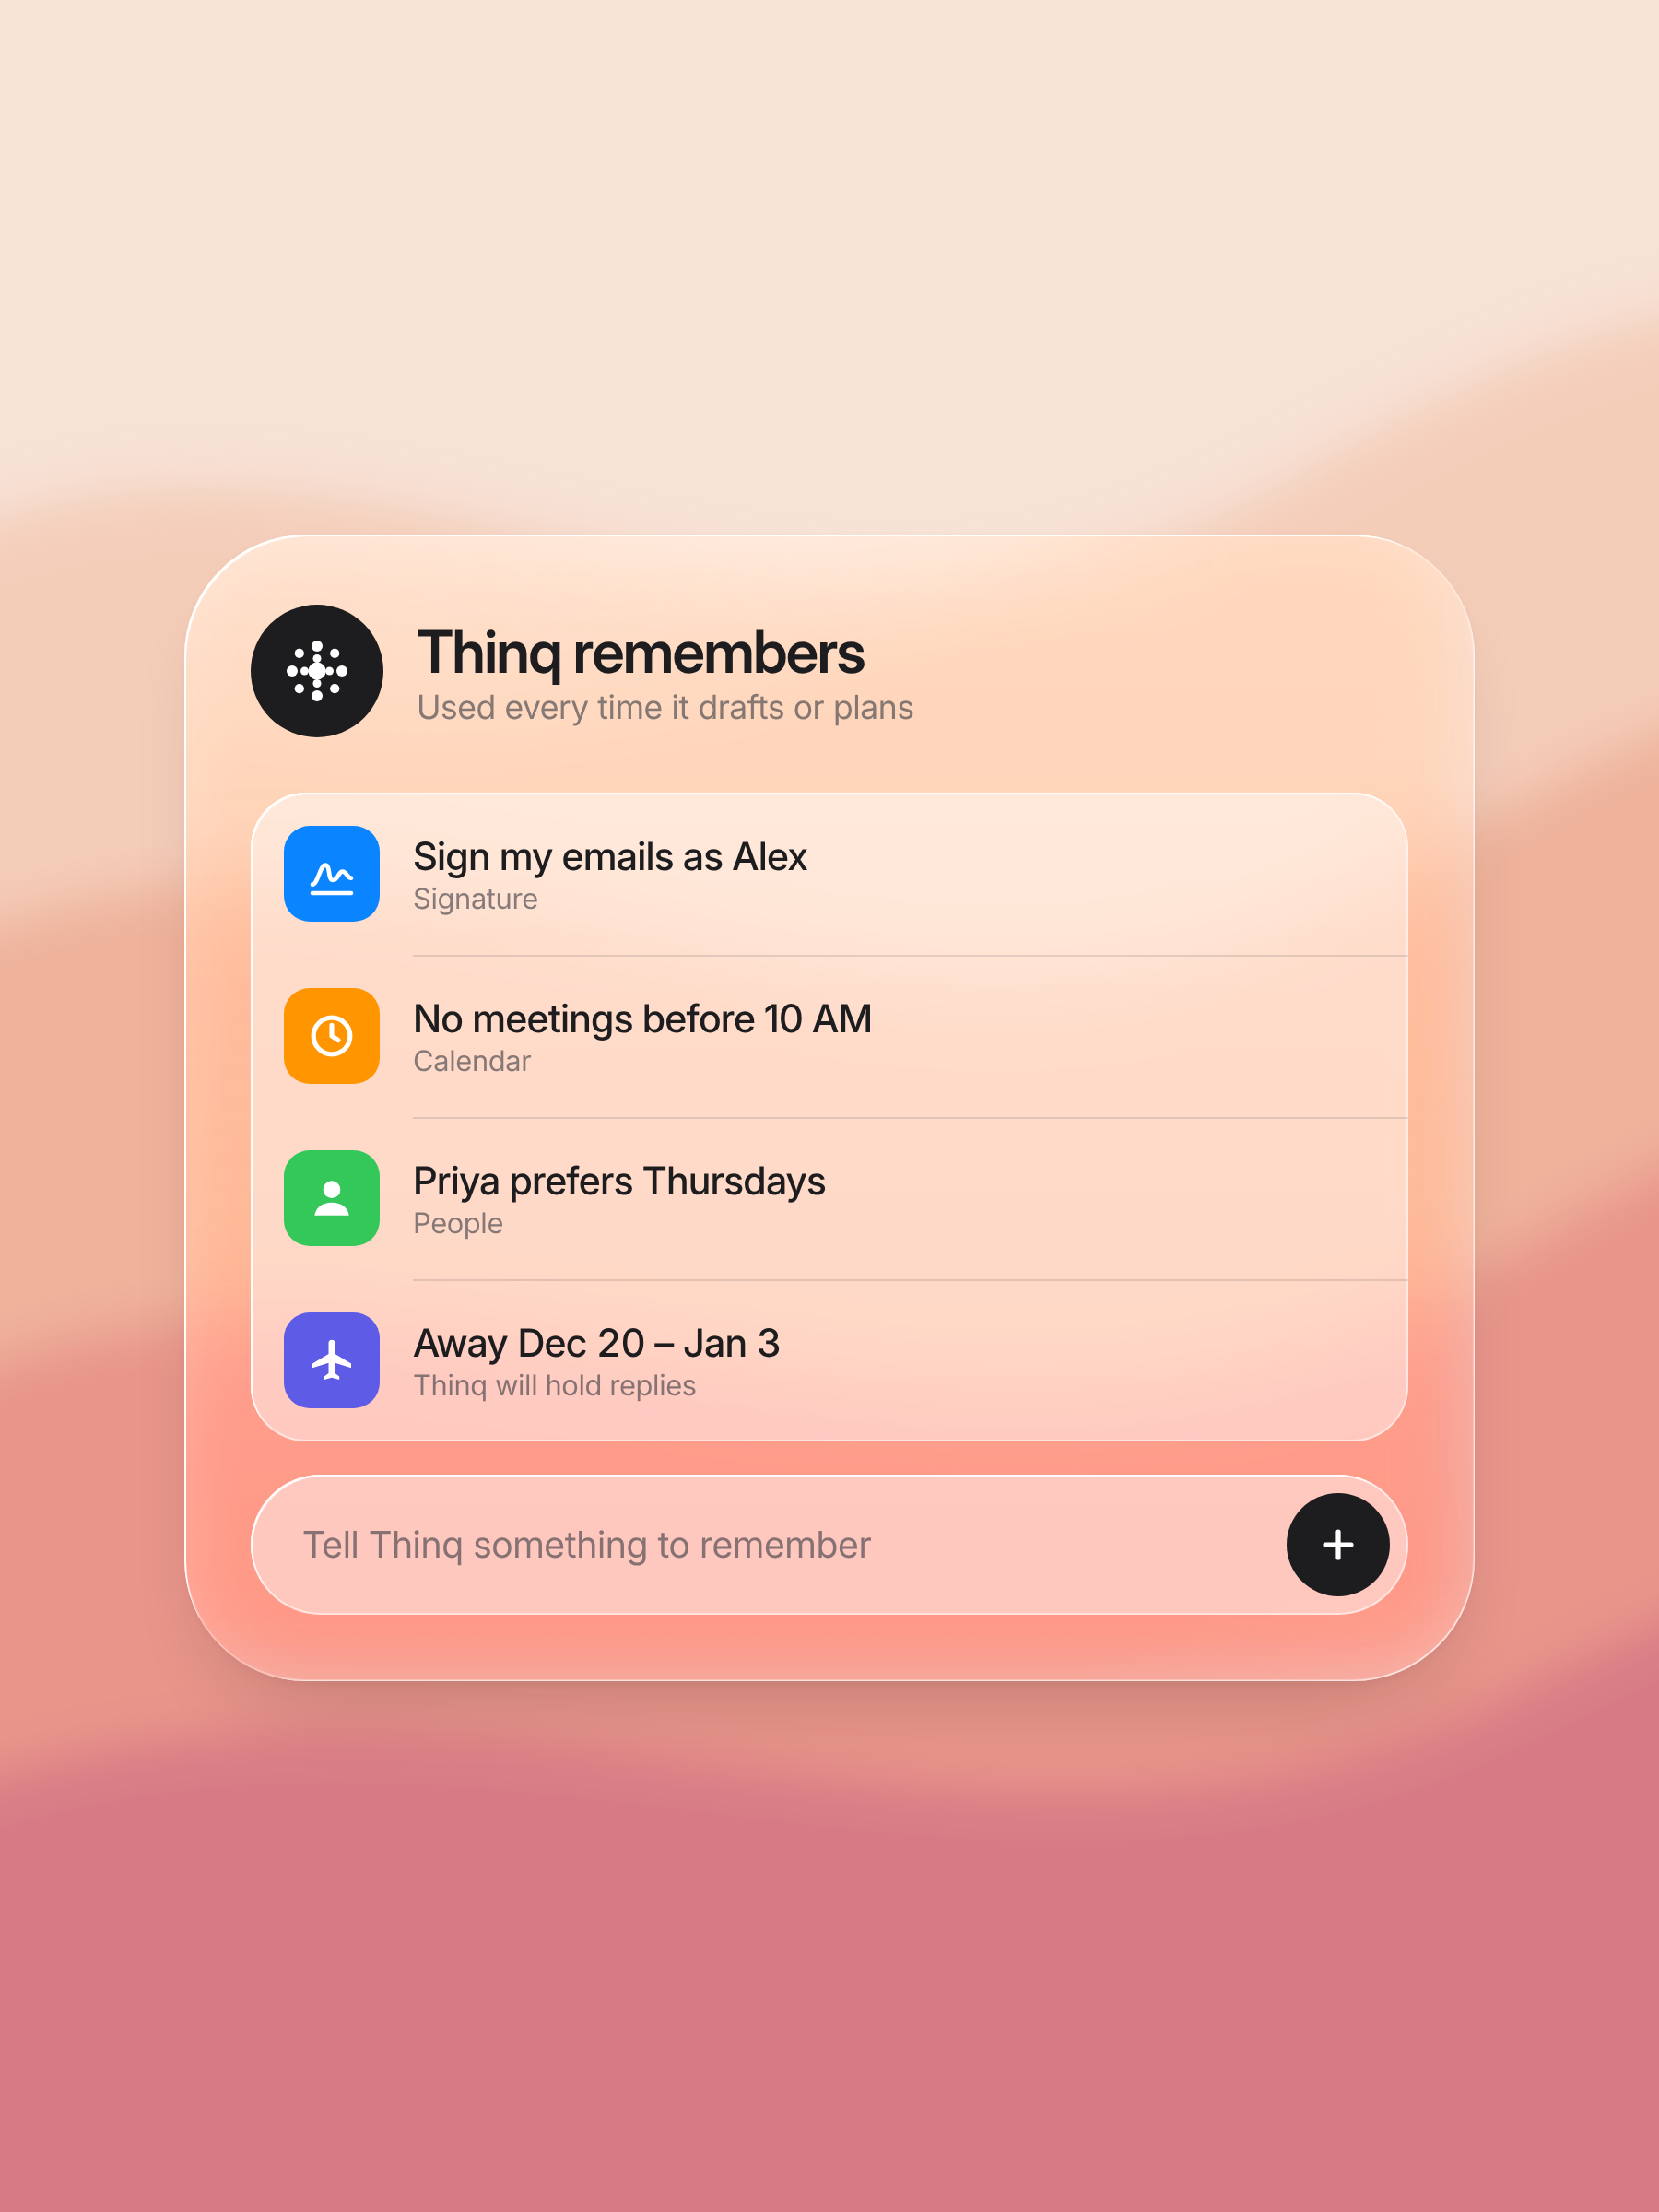 Thinq remembers
Used every time it drafts or plans
Sign my emails as Alex
Signature
No meetings before 10 AM
Calendar
Priya prefers Thursdays
People
Away Dec 20 – Jan 3
Thinq will hold replies
Tell Thinq something to remember